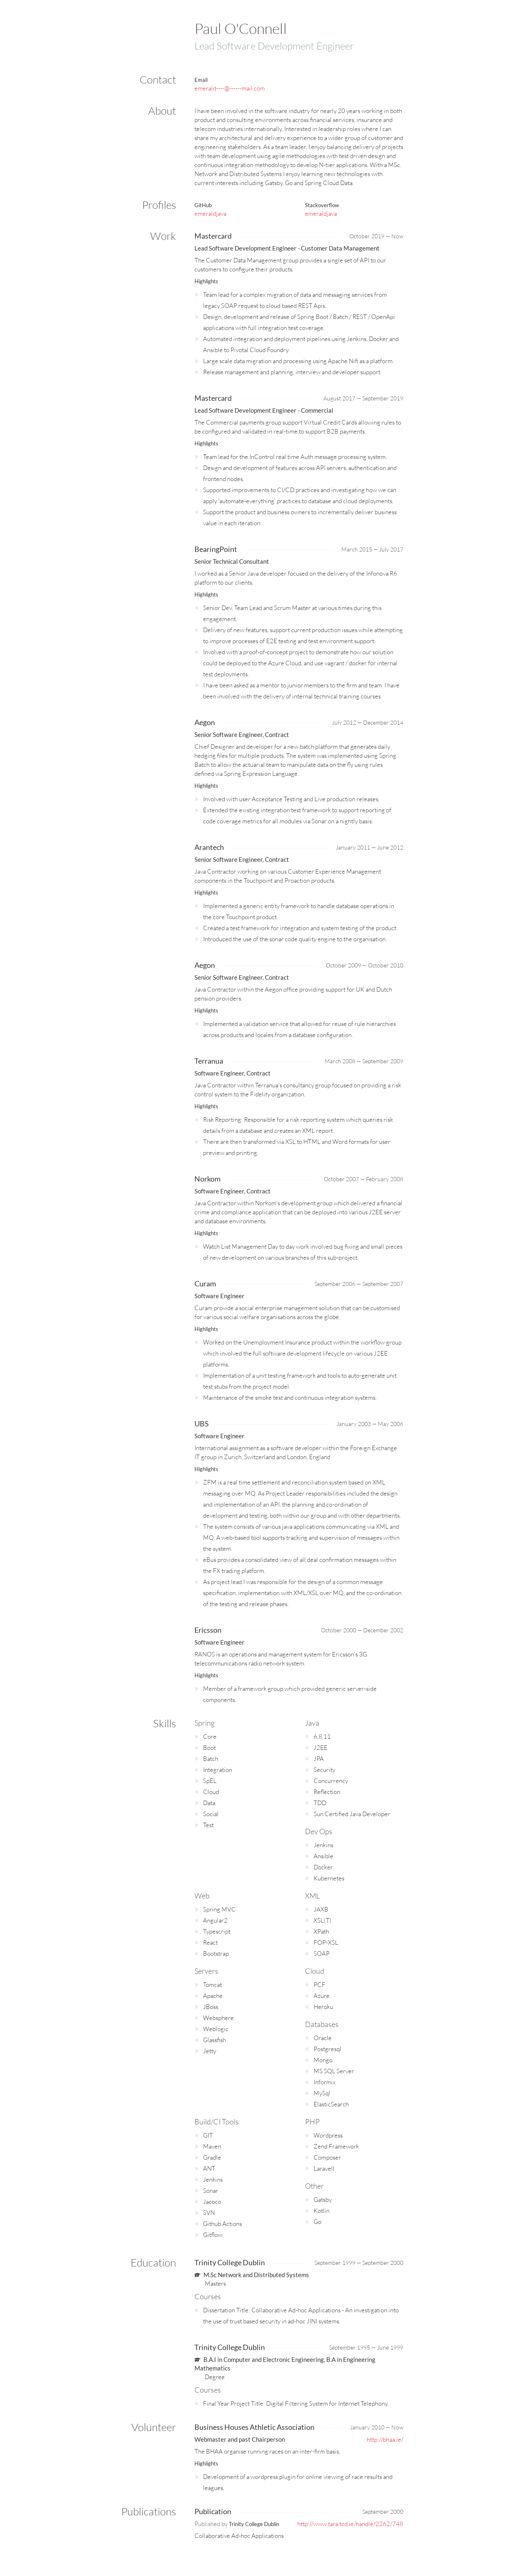 Paul O'Connell
Lead Software Development Engineer
Contact
Email
About
I have been involved in the software industry for nearly 20 years working in both
product and consulting environments across financial services, insurance and
telecom industries internationally. Interested in leadership roles where I can
share my architectural and delivery experience to a wider group of customer and
engineering stakeholders. As a team leader, I enjoy balancing delivery of projects
with team development using agile methodologies with test driven design and
continuous integration methodology to develop N-tier applications. With a MSc.
Network and Distributed Systems I enjoy learning new technologies with
current interests including Gatsby, Go and Spring Cloud Data.
Profiles
GitHub
emeraldjava
Stackoverflow
emeraldjava
Work
Mastercard
October 2019 — Now
Lead Software Development Engineer - Customer Data Management
The Customer Data Management group provides a single set of API to our
customers to configure their products.
Highlights
Team lead for a complex migration of data and messaging services from
legacy SOAP request to cloud based REST Apis.
Design, development and release of Spring Boot / Batch / REST / OpenApi
applications with full integration test coverage.
Automated integration and deployment pipelines using Jenkins, Docker and
Ansible to Pivotal Cloud Foundry
Large scale data migration and processing using Apache Nifi as a platform.
Release management and planning, interview and developer support.
Mastercard
August 2017 — September 2019
Lead Software Development Engineer - Commercial
The Commercial payments group support Virtual Credit Cards allowing rules to
be configured and validated in real-time to support B2B payments.
Highlights
Team lead for the InControl real time Auth message processing system.
Design and development of features across API servers, authentication and
frontend nodes.
Supported improvements to CI/CD practices and investigating how we can
apply 'automate-everything' practices to database and cloud deployments.
Support the product and business owners to incrementally deliver business
value in each iteration.
BearingPoint
March 2015 — July 2017
Senior Technical Consultant
I worked as a Senior Java developer focused on the delivery of the Infonova R6
platform to our clients.
Highlights
Senior Dev, Team Lead and Scrum Master at various times during this
engagement.
Delivery of new features, support current production issues while attempting
to improve processes of E2E testing and test environment support.
Involved with a proof-of-concept project to demonstrate how our solution
could be deployed to the Azure Cloud, and use vagrant / docker for internal
test deployments.
I have been asked as a mentor to junior members to the firm and team. I have
been involved with the delivery of internal technical training courses.
Aegon
July 2012 — December 2014
Senior Software Engineer, Contract
Chief Designer and developer for a new batch platform that generates daily
hedging files for multiple products. The system was implemented using Spring
Batch to allow the actuarial team to manipulate data on the fly using rules
defined via Spring Expression Language.
Highlights
Involved with user Acceptance Testing and Live production releases.
Extended the existing integration test framework to support reporting of
code coverage metrics for all modules via Sonar on a nightly basis.
Arantech
January 2011 — June 2012
Senior Software Engineer, Contract
Java Contractor working on various Customer Experience Management
components in the Touchpoint and Proaction products.
Highlights
Implemented a generic entity framework to handle database operations in
the core Touchpoint product.
Created a test framework for integration and system testing of the product.
Introduced the use of the sonar code quality engine to the organisation.
Aegon
October 2009 — October 2010
Senior Software Engineer, Contract
Java Contractor within the Aegon office providing support for UK and Dutch
pension providers.
Highlights
Implemented a validation service that allowed for reuse of rule hierarchies
across products and locales from a database configuration.
Terranua
March 2008 — September 2009
Software Engineer, Contract
Java Contractor within Terranua's consultancy group focused on providing a risk
control system to the Fidelity organization.
Highlights
Risk Reporting: Responsible for a risk reporting system which queries risk
details from a database and creates an XML report
There are then transformed via XSL to HTML and Word formats for user
preview and printing.
Norkom
October 2007 — February 2008
Software Engineer, Contract
Java Contractor within Norkom's development group which delivered a financial
crime and compliance application that can be deployed into various J2EE server
and database environments.
Highlights
Watch List Management Day to day work involved bug fixing and small pieces
of new development on various branches of this sub-project.
Curam
September 2006 — September 2007
Software Engineer
Curam provide a social enterprise management solution that can be customised
for various social welfare organisations across the globe.
Highlights
Worked on the Unemployment Insurance product within the workflow group
which involved the full software development lifecycle on various J2EE
platforms.
Implementation of a unit testing framework and tools to auto-generate unit
test stubs from the project model.
Maintenance of the smoke test and continuous integration systems.
UBS
January 2003 — May 2006
Software Engineer
International assignment as a software developer within the Foreign Exchange
IT group in Zurich, Switzerland and London, England
Highlights
ZFM is a real time settlement and reconciliation system based on XML
messaging over MQ. As Project Leader responsibilities included the design
and implementation of an API, the planning and co-ordination of
development and testing, both within our group and with other departments.
The system consists of various java applications communicating via XML and
MQ. A web-based tool supports tracking and supervision of messages within
the system.
eBus provides a consolidated view of all deal confirmation messages within
the FX trading platform.
As project lead I was responsible for the design of a common message
specification, implementation with XML/XSL over MQ, and the co-ordination
of the testing and release phases.
Ericsson
October 2000 — December 2002
Software Engineer
RANOS is an operations and management system for Ericsson's 3G
telecommunications radio network system.
Highlights
Member of a framework group which provided generic server-side
components.
Skills
Spring
Core
Boot
Batch
Integration
SpEL
Cloud
Data
Social
Test
Java
6,8,11
J2EE
JPA
Security
Concurrency
Reflection
TDD
Sun Certified Java Developer
Dev Ops
Jenkins
Ansible
Docker
Kubernetes
Web
Spring MVC
Angular2
Typescript
React
Bootstrap
XML
JAXB
XSL(T)
XPath
FOP-XSL
SOAP
Servers
Tomcat
Apache
JBoss
Websphere
Weblogic
Glassfish
Jetty
Cloud
PCF
Azure
Heroku
Databases
Oracle
Postgresql
Mongo
MS SQL Server
Informix
MySql
ElasticSearch
Build/CI Tools
GIT
Maven
Gradle
ANT
Jenkins
Sonar
Jacoco
SVN
Github Actions
Gitflow
PHP
Wordpress
Zend Framework
Composer
Laravell
Other
Gatsby
Kotlin
Go
Education
Trinity College Dublin
September 1999 — September 2000
M.Sc Network and Distributed Systems
Masters
Courses
Dissertation Title: Collaborative Ad-hoc Applications - An investigation into
the use of trust based security in ad-hoc JINI systems.
Trinity College Dublin
September 1995 — June 1999
B.A.I in Computer and Electronic Engineering, B.A in Engineering
Mathematics
Degree
Courses
Final Year Project Title: Digital Filtering System for Internet Telephony.
Volunteer
Business Houses Athletic Association
January 2010 — Now
Webmaster and past Chairperson
http://bhaa.ie/
The BHAA organise running races on an inter-firm basis.
Highlights
Development of a wordpress plugin for online viewing of race results and
leagues.
Publications
Publication
September 2000
Published by Trinity College Dublin
http://www.tara.tcd.ie/handle/2262/748
Collaborative Ad-hoc Applications